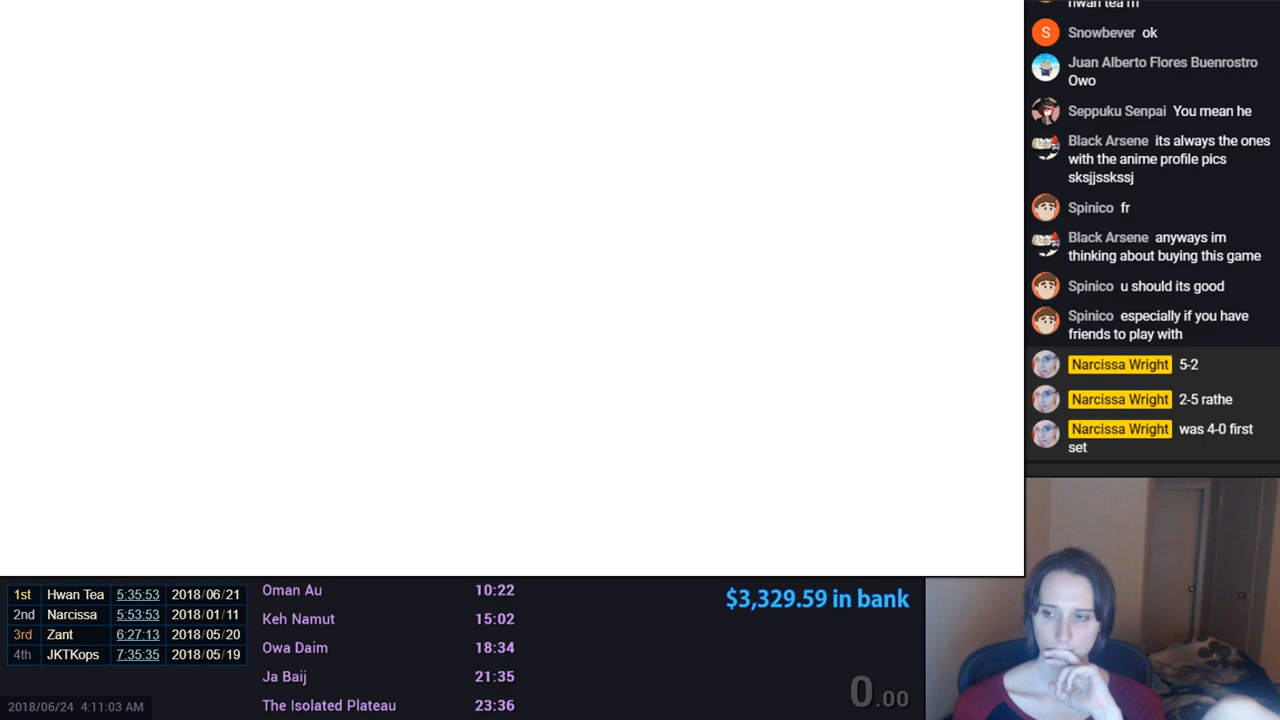 hwan tea m
Snowbever ok
Juan Alberto Flores Buenrostro
Owo
Seppuku Senpai You mean he
Black Arsene its always the ones
with the anime profile pics
sksjjsskssj
Spinico fr
Black Arsene anyways im
thinking about buying this game
Spinico u should its good
Spinico especially if you have
friends to play with
Narcissa Wright 5-2
Narcissa Wright 2-5 rathe
Narcissa Wright was 4-0 first
set
1st Hwan Tea 5:35:53 2018/06/21
2nd Narcissa 5:53:53 2018/01/11
3rd Zant 6:27:13 2018/05/20
4th JKTKops 7:35:35 2018/05/19
2018/06/24 4:11:03 AM
Oman Au 10:22
Keh Namut 15:02
Owa Daim 18:34
Ja Baij 21:35
The Isolated Plateau 23:36
$3,329.59 in bank
0.00